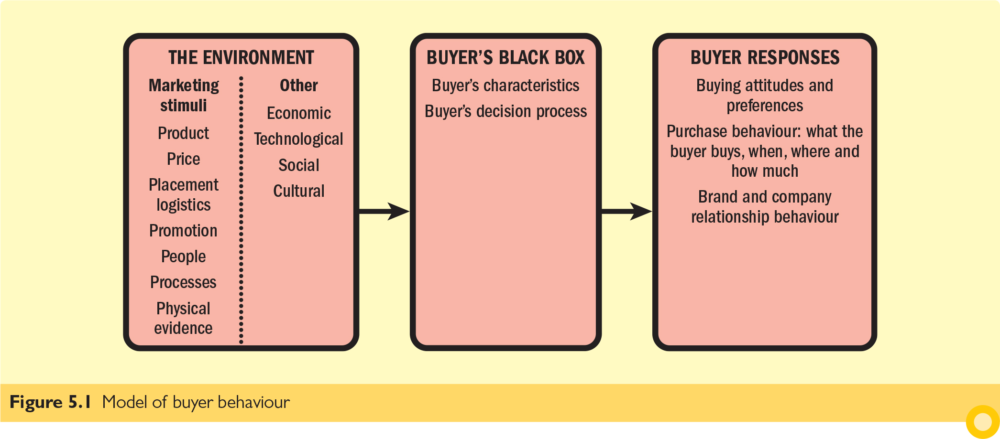 THE ENVIRONMENT
Marketing
stimuli
Product
Price
Placement
logistics
Promotion
People
Processes
Physical
evidence
Other
Economic
Technological
Social
Cultural
BUYER’S BLACK BOX
Buyer’s characteristics
Buyer’s decision process
BUYER RESPONSES
Buying attitudes and
preferences
Purchase behaviour: what the
buyer buys, when, where and
how much
Brand and company
relationship behaviour
Figure 5.1 Model of buyer behaviour